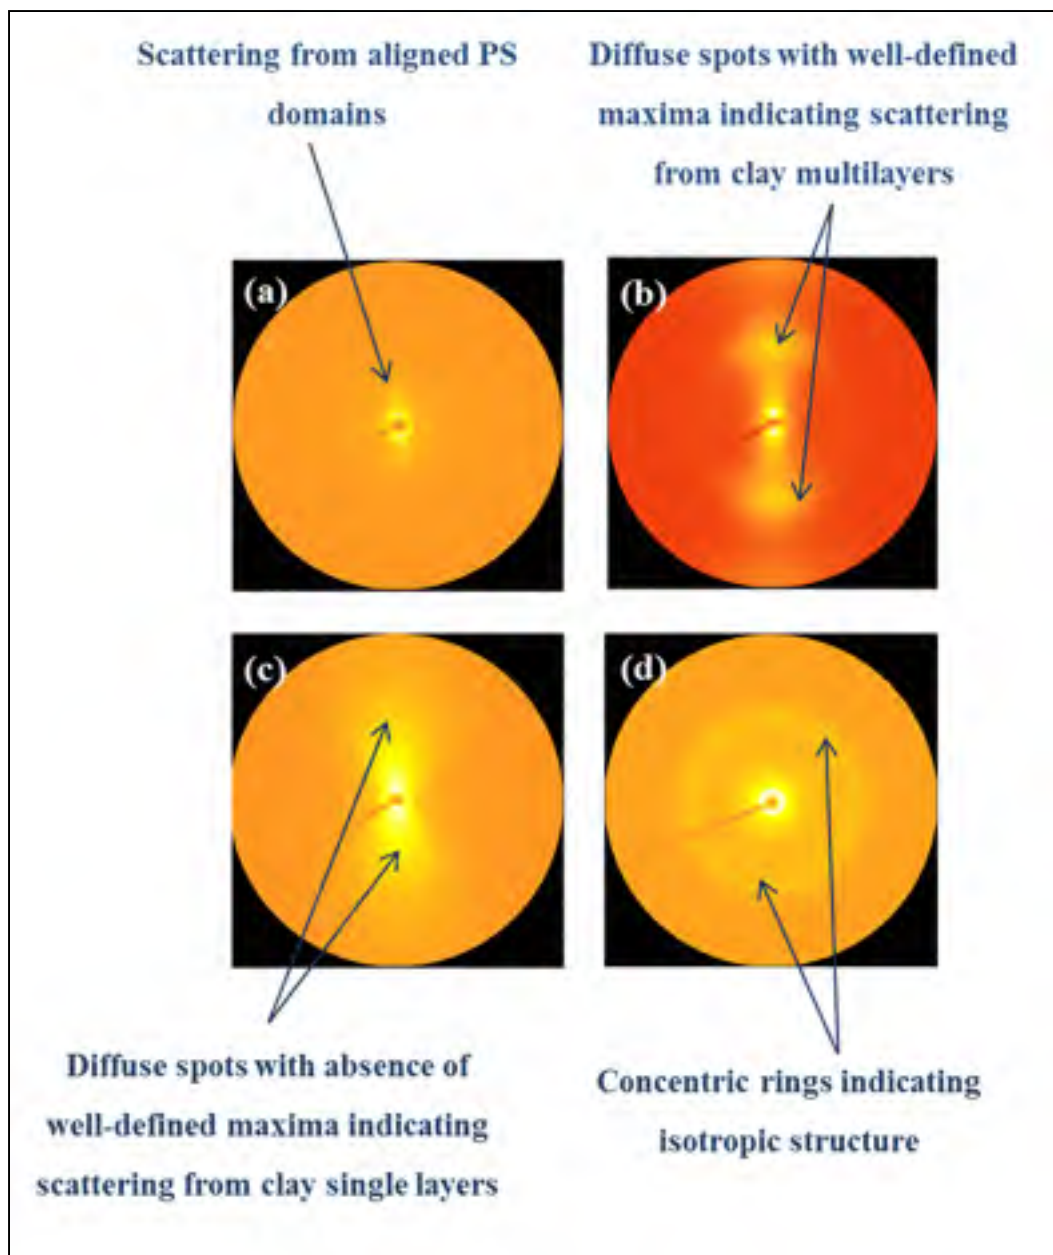 Scattering from aligned PS
domains
Diffuse spots with well-defined
maxima indicating scattering
from clay multilayers
(a)
(b)
(c)
(d)
Diffuse spots with absence of
well-defined maxima indicating
scattering from clay single layers
Concentric rings indicating
isotropic structure